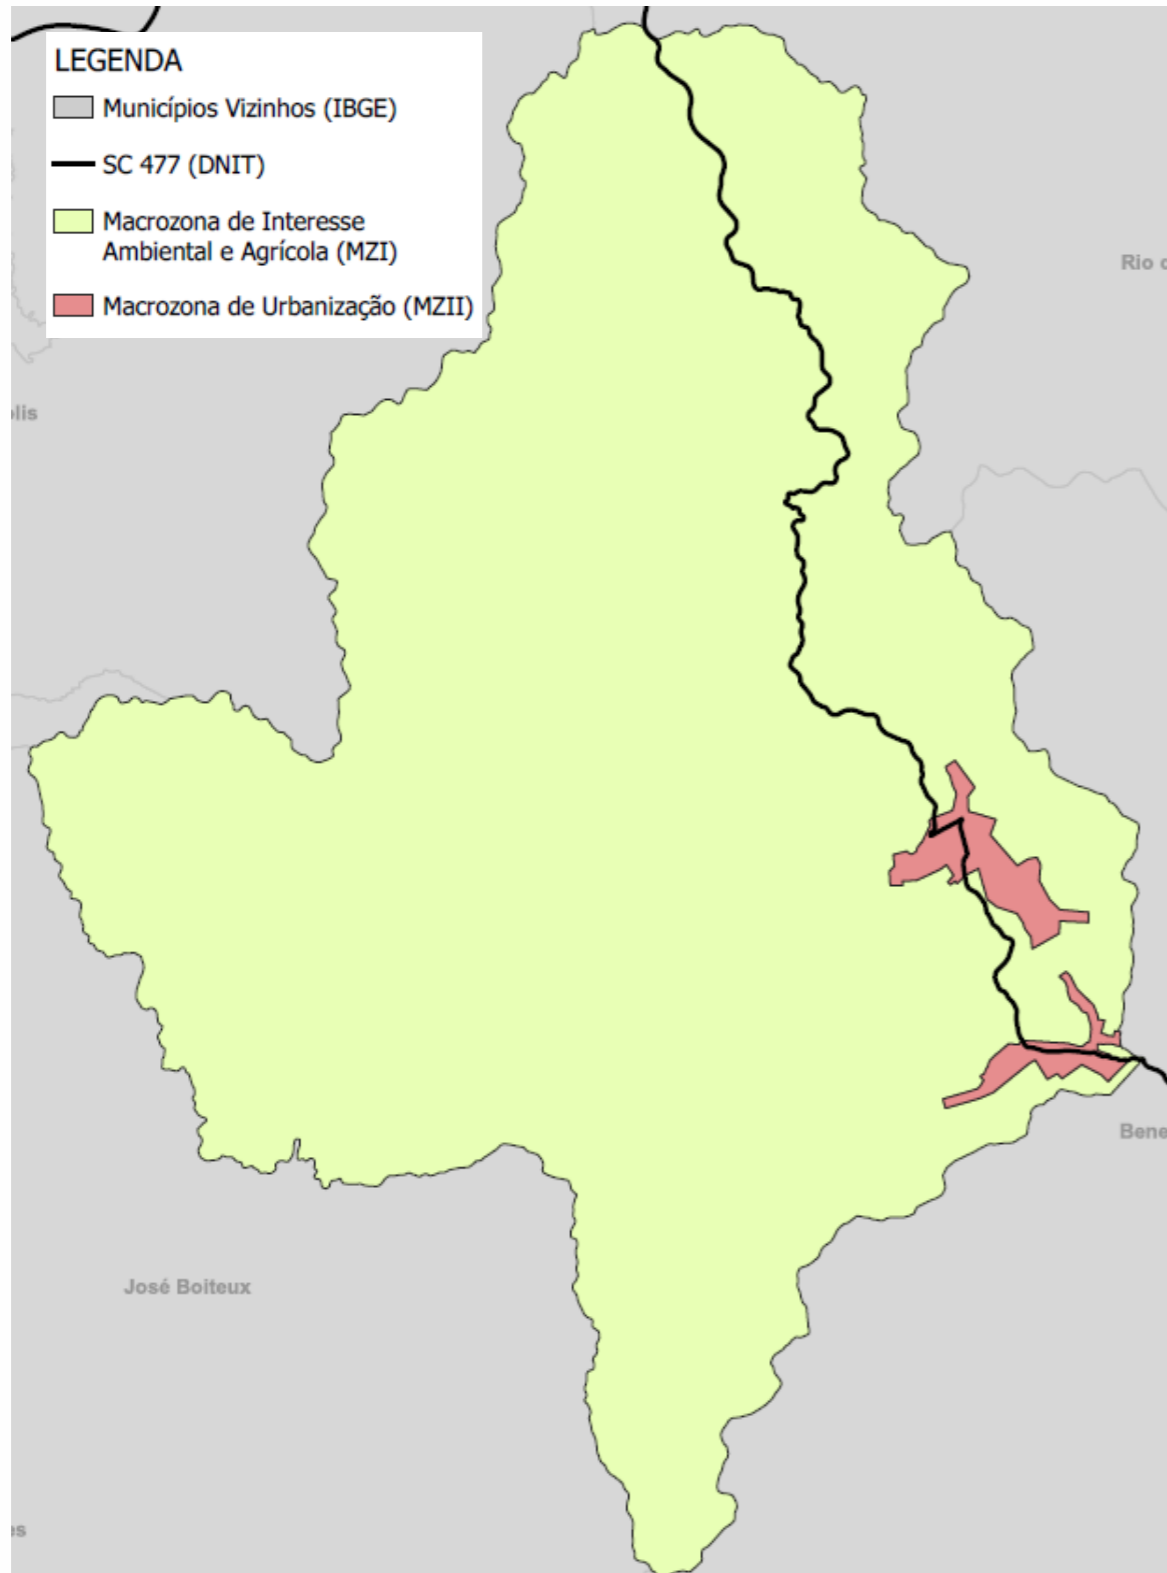 LEGENDA
Municípios Vizinhos (IBGE)
SC 477 (DNIT)
Macrozona de Interesse
Ambiental e Agrícola (MZI)
Macrozona de Urbanização (MZII)
Rio
José Boiteux